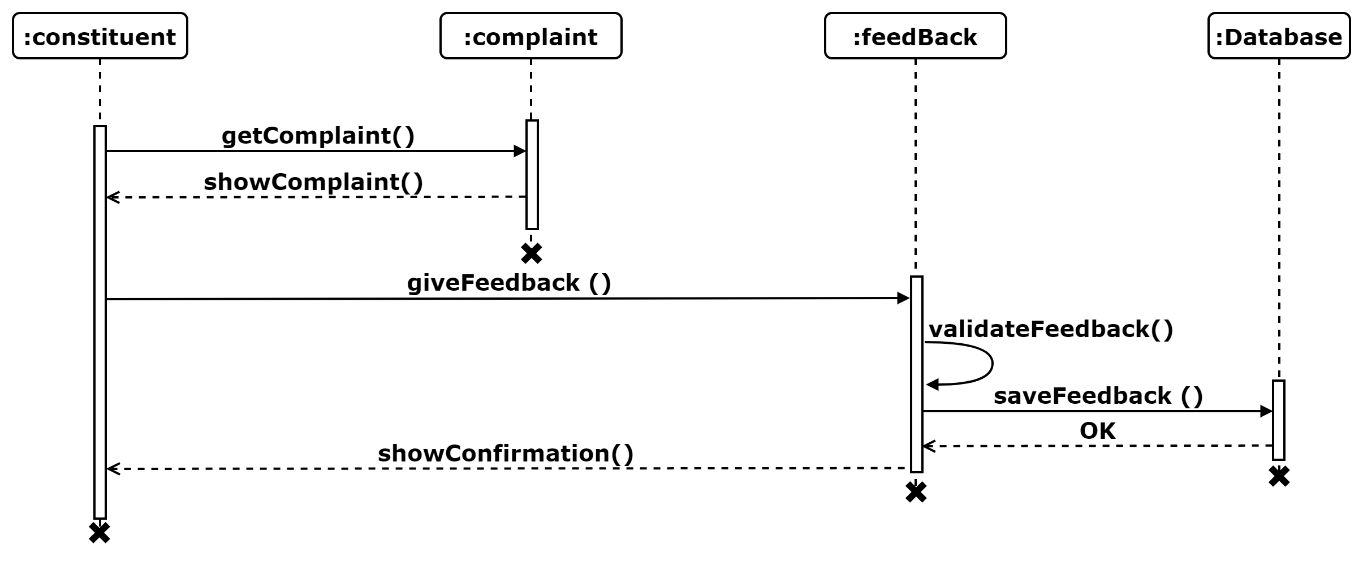 :constituent
:complaint
:feedBack
:Database
getComplaint()
showComplaint()
giveFeedback ()
validateFeedback()
saveFeedback ()
OK
showConfirmation()